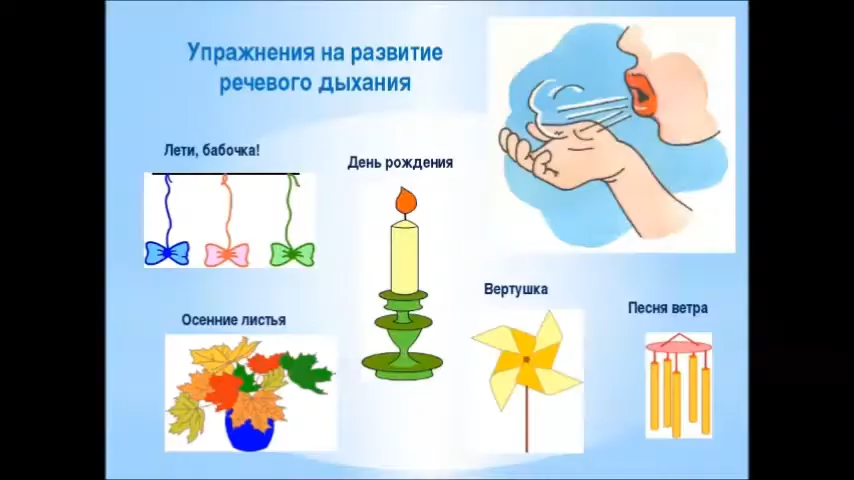 Упражнения на развитие
речевого дыхания
Лети, бабочка!
День рождения
Вертушка
Песня ветра
Осенние листья